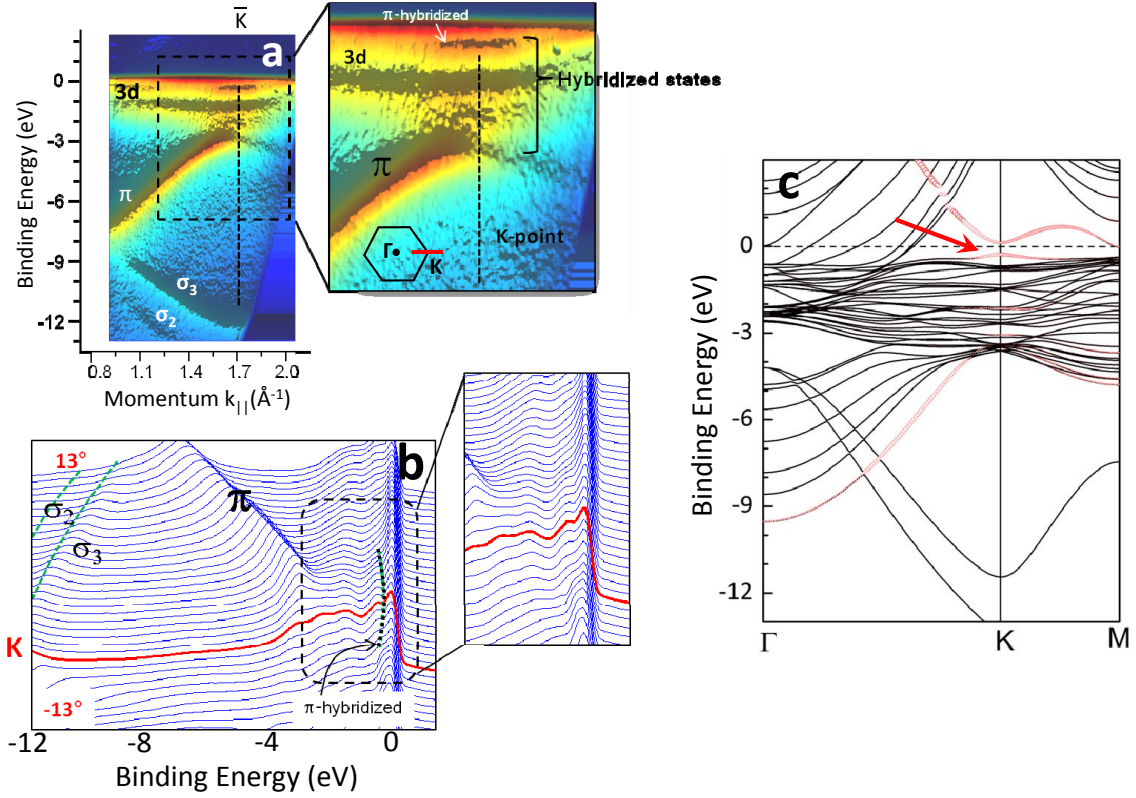 K̅
a
0
-3
-6
-9
-12
Binding Energy (eV)
3d
π
σ₃
σ₂
0.8 1.1 1.4 1.7 2.0
Momentum k||(Å-1)
π-hybridized
3d
Hybridized states
π
K-point
Γ
K
b
13°
σ₂
σ₃
π
K
-13°
π-hybridized
-12 -8 -4 0
Binding Energy (eV)
c
0
-3
-6
-9
-12
Binding Energy (eV)
Γ K M